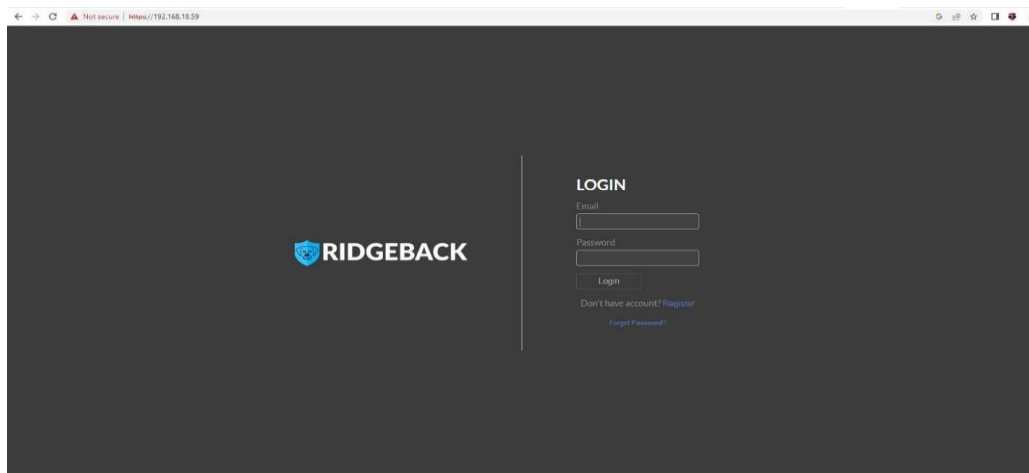 Not secure | https://192.168.18.59
G
RIDGEBACK
LOGIN
Email
Password
Login
Don't have account? Register
Forgot Password?